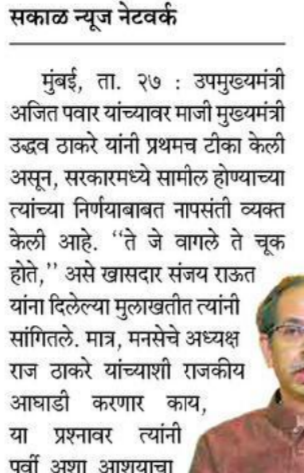 सकाळ न्यूज नेटवर्क
मुंबई, ता. २७ : उपमुख्यमंत्री
अजित पवार यांच्यावर माजी मुख्यमंत्री
उद्धव ठाकरे यांनी प्रथमच टीका केली
असून, सरकारमध्ये सामील होण्याच्या
त्यांच्या निर्णयाबाबत नापसंती व्यक्त
केली आहे. ‘‘ते जे वागले ते चूक
होते,’’ असे खासदार संजय राऊत
यांना दिलेल्या मुलाखतीत त्यांनी
सांगितले. मात्र, मनसेचे अध्यक्ष
राज ठाकरे यांच्याशी राजकीय
आघाडी करणार काय,
या प्रश्नावर त्यांनी
पूर्वी अशा आशयाचा